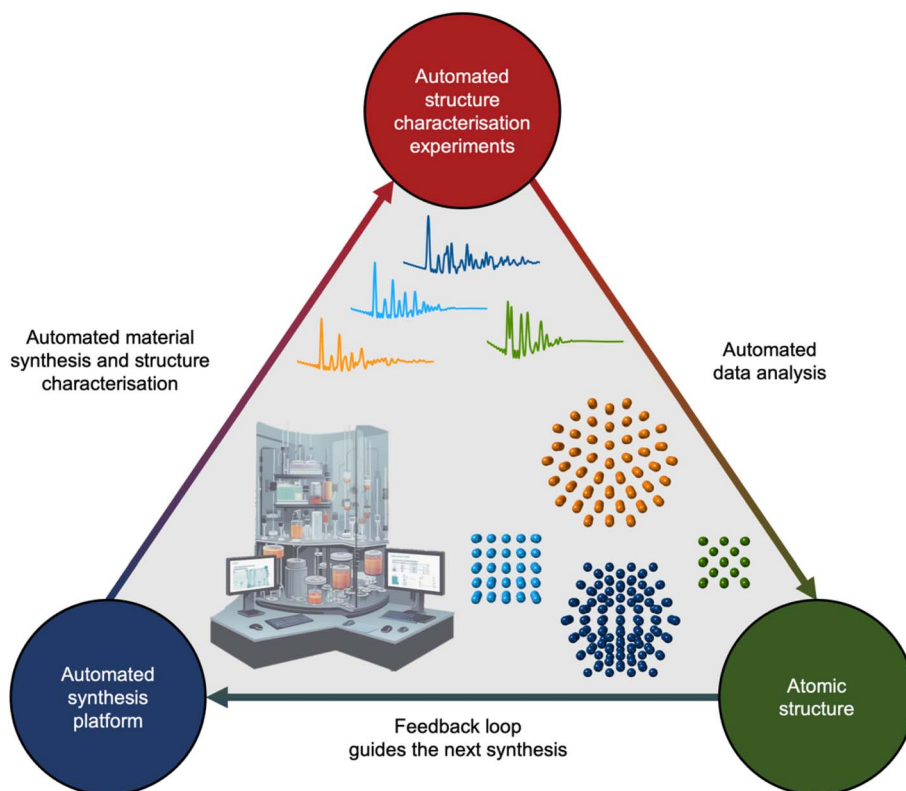 Automated
structure
characterisation
experiments
Automated material
synthesis and structure
characterisation
Automated
data analysis
Automated
synthesis
platform
Atomic
structure
Feedback loop
guides the next synthesis